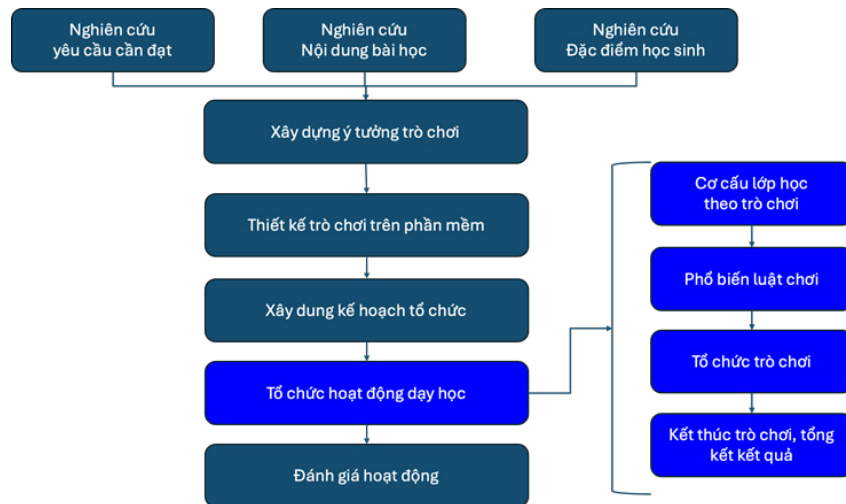 Nghiên cứu
yêu cầu cần đạt
Nghiên cứu
Nội dung bài học
Nghiên cứu
Đặc điểm học sinh
Xây dựng ý tưởng trò chơi
Thiết kế trò chơi trên phần mềm
Xây dung kế hoạch tổ chức
Tổ chức hoạt động dạy học
Đánh giá hoạt động
Cơ cấu lớp học
theo trò chơi
Phổ biến luật chơi
Tổ chức trò chơi
Kết thúc trò chơi, tổng
kết kết quả